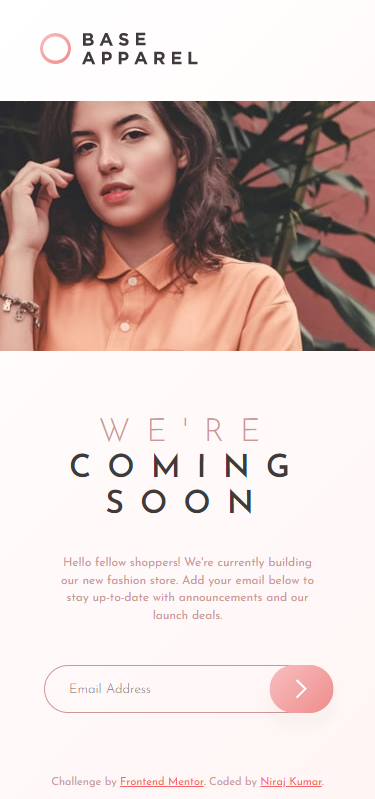 BASE
APPAREL
WE'RE
COMING
SOON
Hello fellow shoppers! We're currently building
our new fashion store. Add your email below to
stay up-to-date with announcements and our
launch deals.
Email Address
Challenge by Frontend Mentor. Coded by Niraj Kumar.